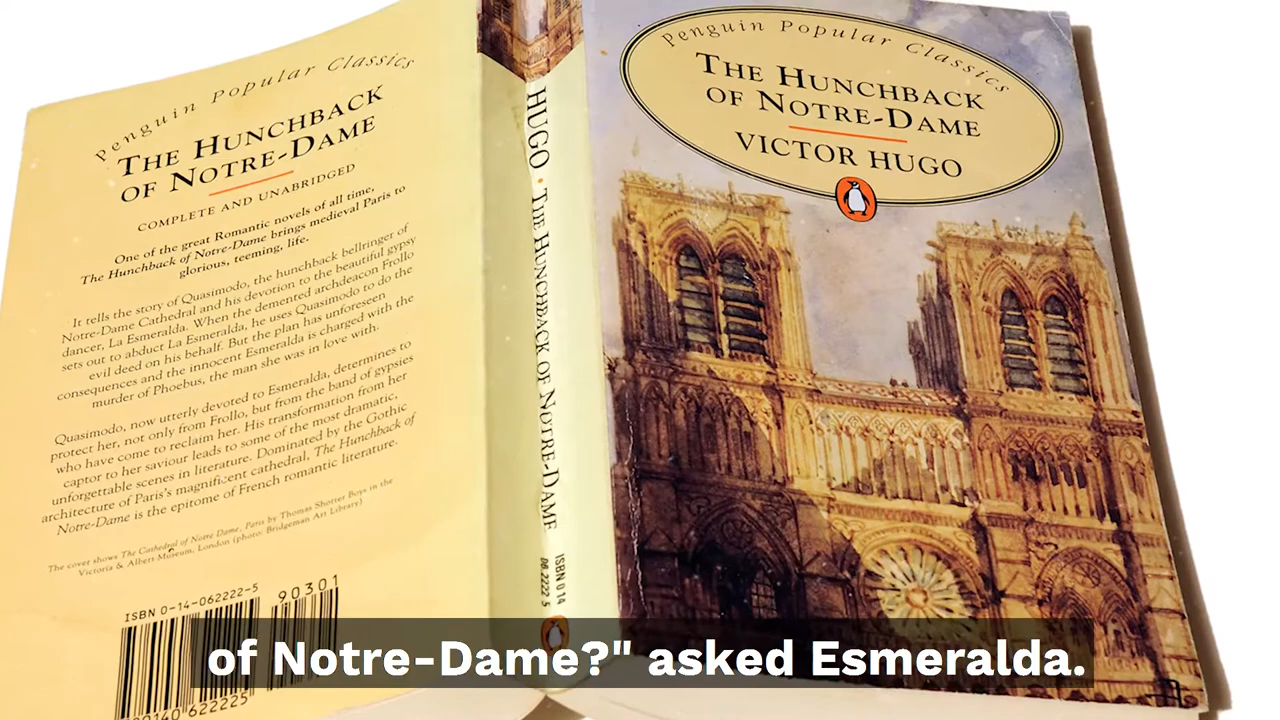 Penguin Popular Classics
THE HUNCHBACK
OF NOTRE-DAME
COMPLETE AND UNABRIDGED
One of the great Romantic novels of all time,
The Hunchback of Notre-Dame brings medieval Paris to
glorious, teeming, life.
It tells the story of Quasimodo, the hunchback bellringer of
Notre-Dame Cathedral and his devotion to the beautiful gypsy
dancer, La Esmeralda. When the demented archdeacon Frollo
sets out to abduct La Esmeralda, he uses Quasimodo to do the
evil deed on his behalf. But the plan has unforeseen
consequences and the innocent Esmeralda is charged with the
murder of Phoebus, the man she was in love with.
Quasimodo, now utterly devoted to Esmeralda, determines to
protect her, not only from Frollo, but from the band of gypsies
who have come to reclaim her. His transformation from her
captor to her saviour leads to some of the most dramatic,
unforgettable scenes in literature. Dominated by the Gothic
architecture of Paris's magnificent cathedral, The Hunchback of
Notre-Dame is the epitome of French romantic literature.
The cover shows The Cathedral of Notre Dame, Paris by Thomas Shotter Boys in the
Victoria & Albert Museum, London (photo: Bridgeman Art Library)
ISBN 0-14-062222-5
90301
140 622225
HUGO · THE HUNCHBACK OF NOTRE-DAME
ISBN 0 14
06.2222 5
Penguin Popular Classics
THE HUNCHBACK
OF NOTRE-DAME
VICTOR HUGO
of Notre-Dame?" asked Esmeralda.